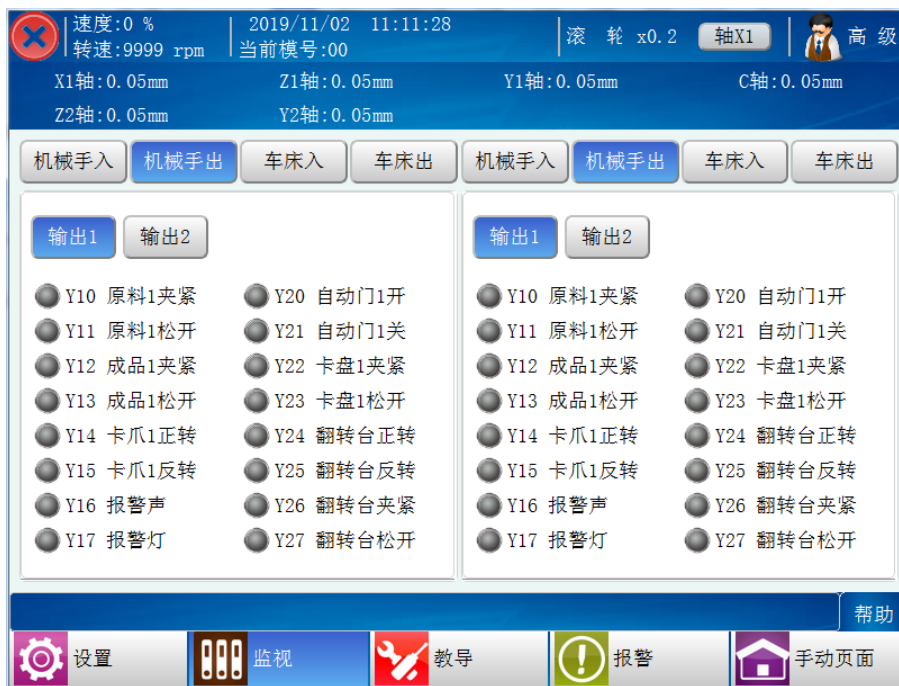 速度:0 %
转速:9999 rpm
2019/11/02 11:11:28
当前模号:00
滚 轮 x0.2
轴X1
高 级
X1轴:0.05mm Z1轴:0.05mm Y1轴:0.05mm C轴:0.05mm
Z2轴:0.05mm Y2轴:0.05mm
机械手入 机械手出 车床入 车床出 机械手入 机械手出 车床入 车床出
输出1 输出2
Y10 原料1夹紧 Y20 自动门1开
Y11 原料1松开 Y21 自动门1关
Y12 成品1夹紧 Y22 卡盘1夹紧
Y13 成品1松开 Y23 卡盘1松开
Y14 卡爪1正转 Y24 翻转台正转
Y15 卡爪1反转 Y25 翻转台反转
Y16 报警声 Y26 翻转台夹紧
Y17 报警灯 Y27 翻转台松开
输出1 输出2
Y10 原料1夹紧 Y20 自动门1开
Y11 原料1松开 Y21 自动门1关
Y12 成品1夹紧 Y22 卡盘1夹紧
Y13 成品1松开 Y23 卡盘1松开
Y14 卡爪1正转 Y24 翻转台正转
Y15 卡爪1反转 Y25 翻转台反转
Y16 报警声 Y26 翻转台夹紧
Y17 报警灯 Y27 翻转台松开
帮助
设置 监视 教导 报警 手动页面